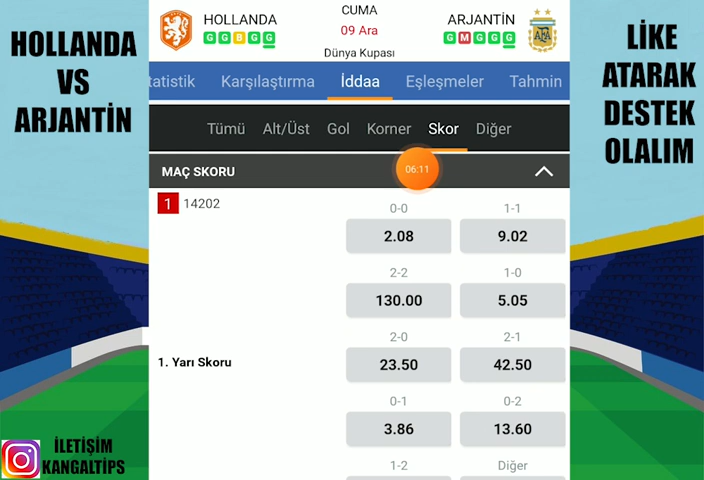 HOLLANDA
VS
ARJANTİN
HOLLANDA
G G B G G
CUMA
09 Ara
Dünya Kupası
ARJANTİN
G M G G G
AFA
LİKE
ATARAK
DESTEK
OLALIM
tatistik Karşılaştırma İddaa Eşleşmeler Tahmin
Tümü Alt/Üst Gol Korner Skor Diğer
MAÇ SKORU
06:11
1 14202
0-0 1-1
2.08 9.02
2-2 1-0
130.00 5.05
2-0 2-1
1. Yarı Skoru
23.50 42.50
0-1 0-2
3.86 13.60
1-2 Diğer
İLETİŞİM
KANGALTİPS